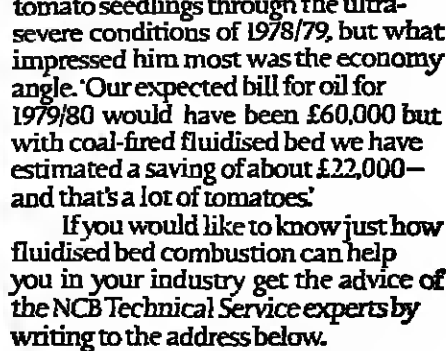 tomato seedlings through the ultra-
severe conditions of 1978/79, but what
impressed him most was the economy
angle. 'Our expected bill for oil for
1979/80 would have been £60,000 but
with coal-fired fluidised bed we have
estimated a saving of about £22,000—
and that's a lot of tomatoes.'
If you would like to know just how
fluidised bed combustion can help
you in your industry get the advice of
the NCB Technical Service experts by
writing to the address below.